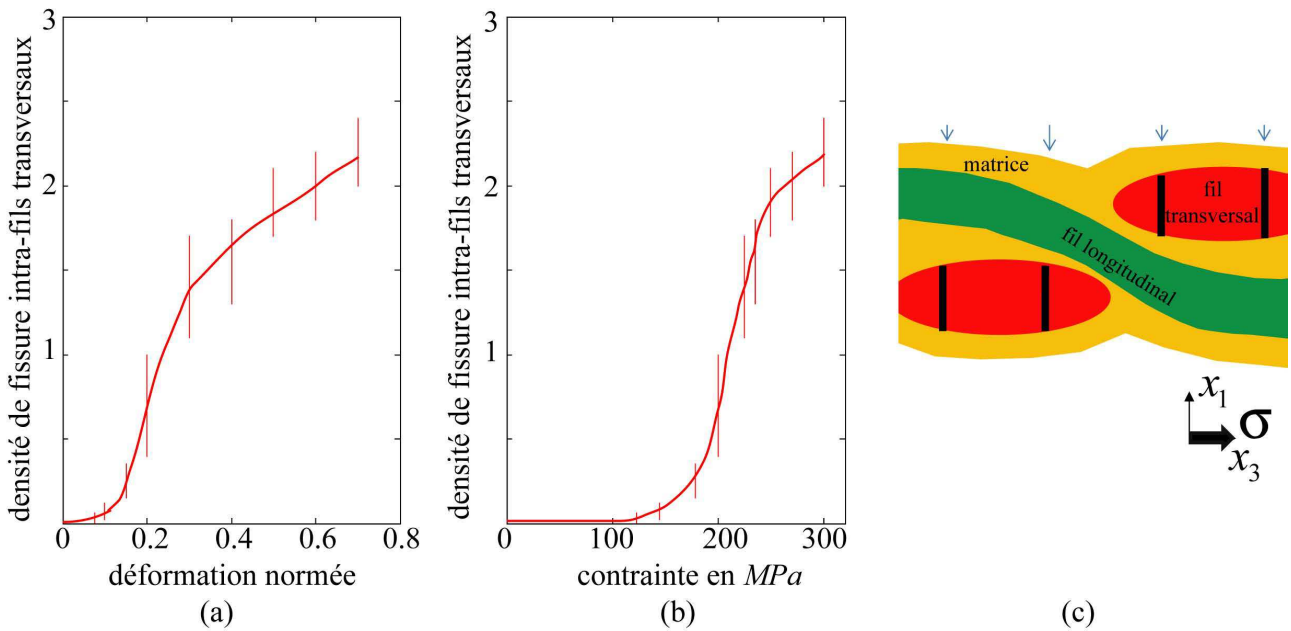 densité de fissure intra-fils transversaux
3
2
1
0
0.2
0.4
0.6
0.8
déformation normée
(a)
densité de fissure intra-fils transversaux
3
2
1
0
100
200
300
contrainte en MPa
(b)
matrice
fil
transversal
fil longitudinal
x1
σ
x3
(c)